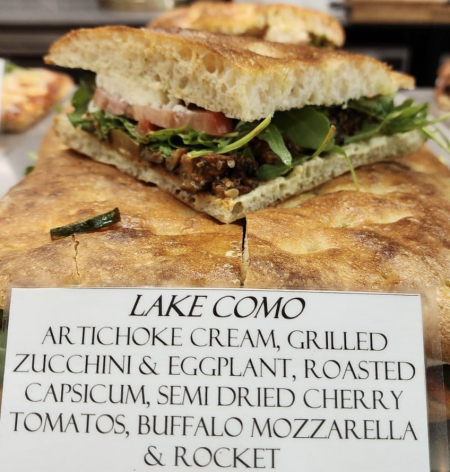 LAKE COMO
ARTICHOKE CREAM, GRILLED
ZUCCHINI & EGGPLANT, ROASTED
CAPSICUM, SEMI DRIED CHERRY
TOMATOS, BUFFALO MOZZARELLA
& ROCKET